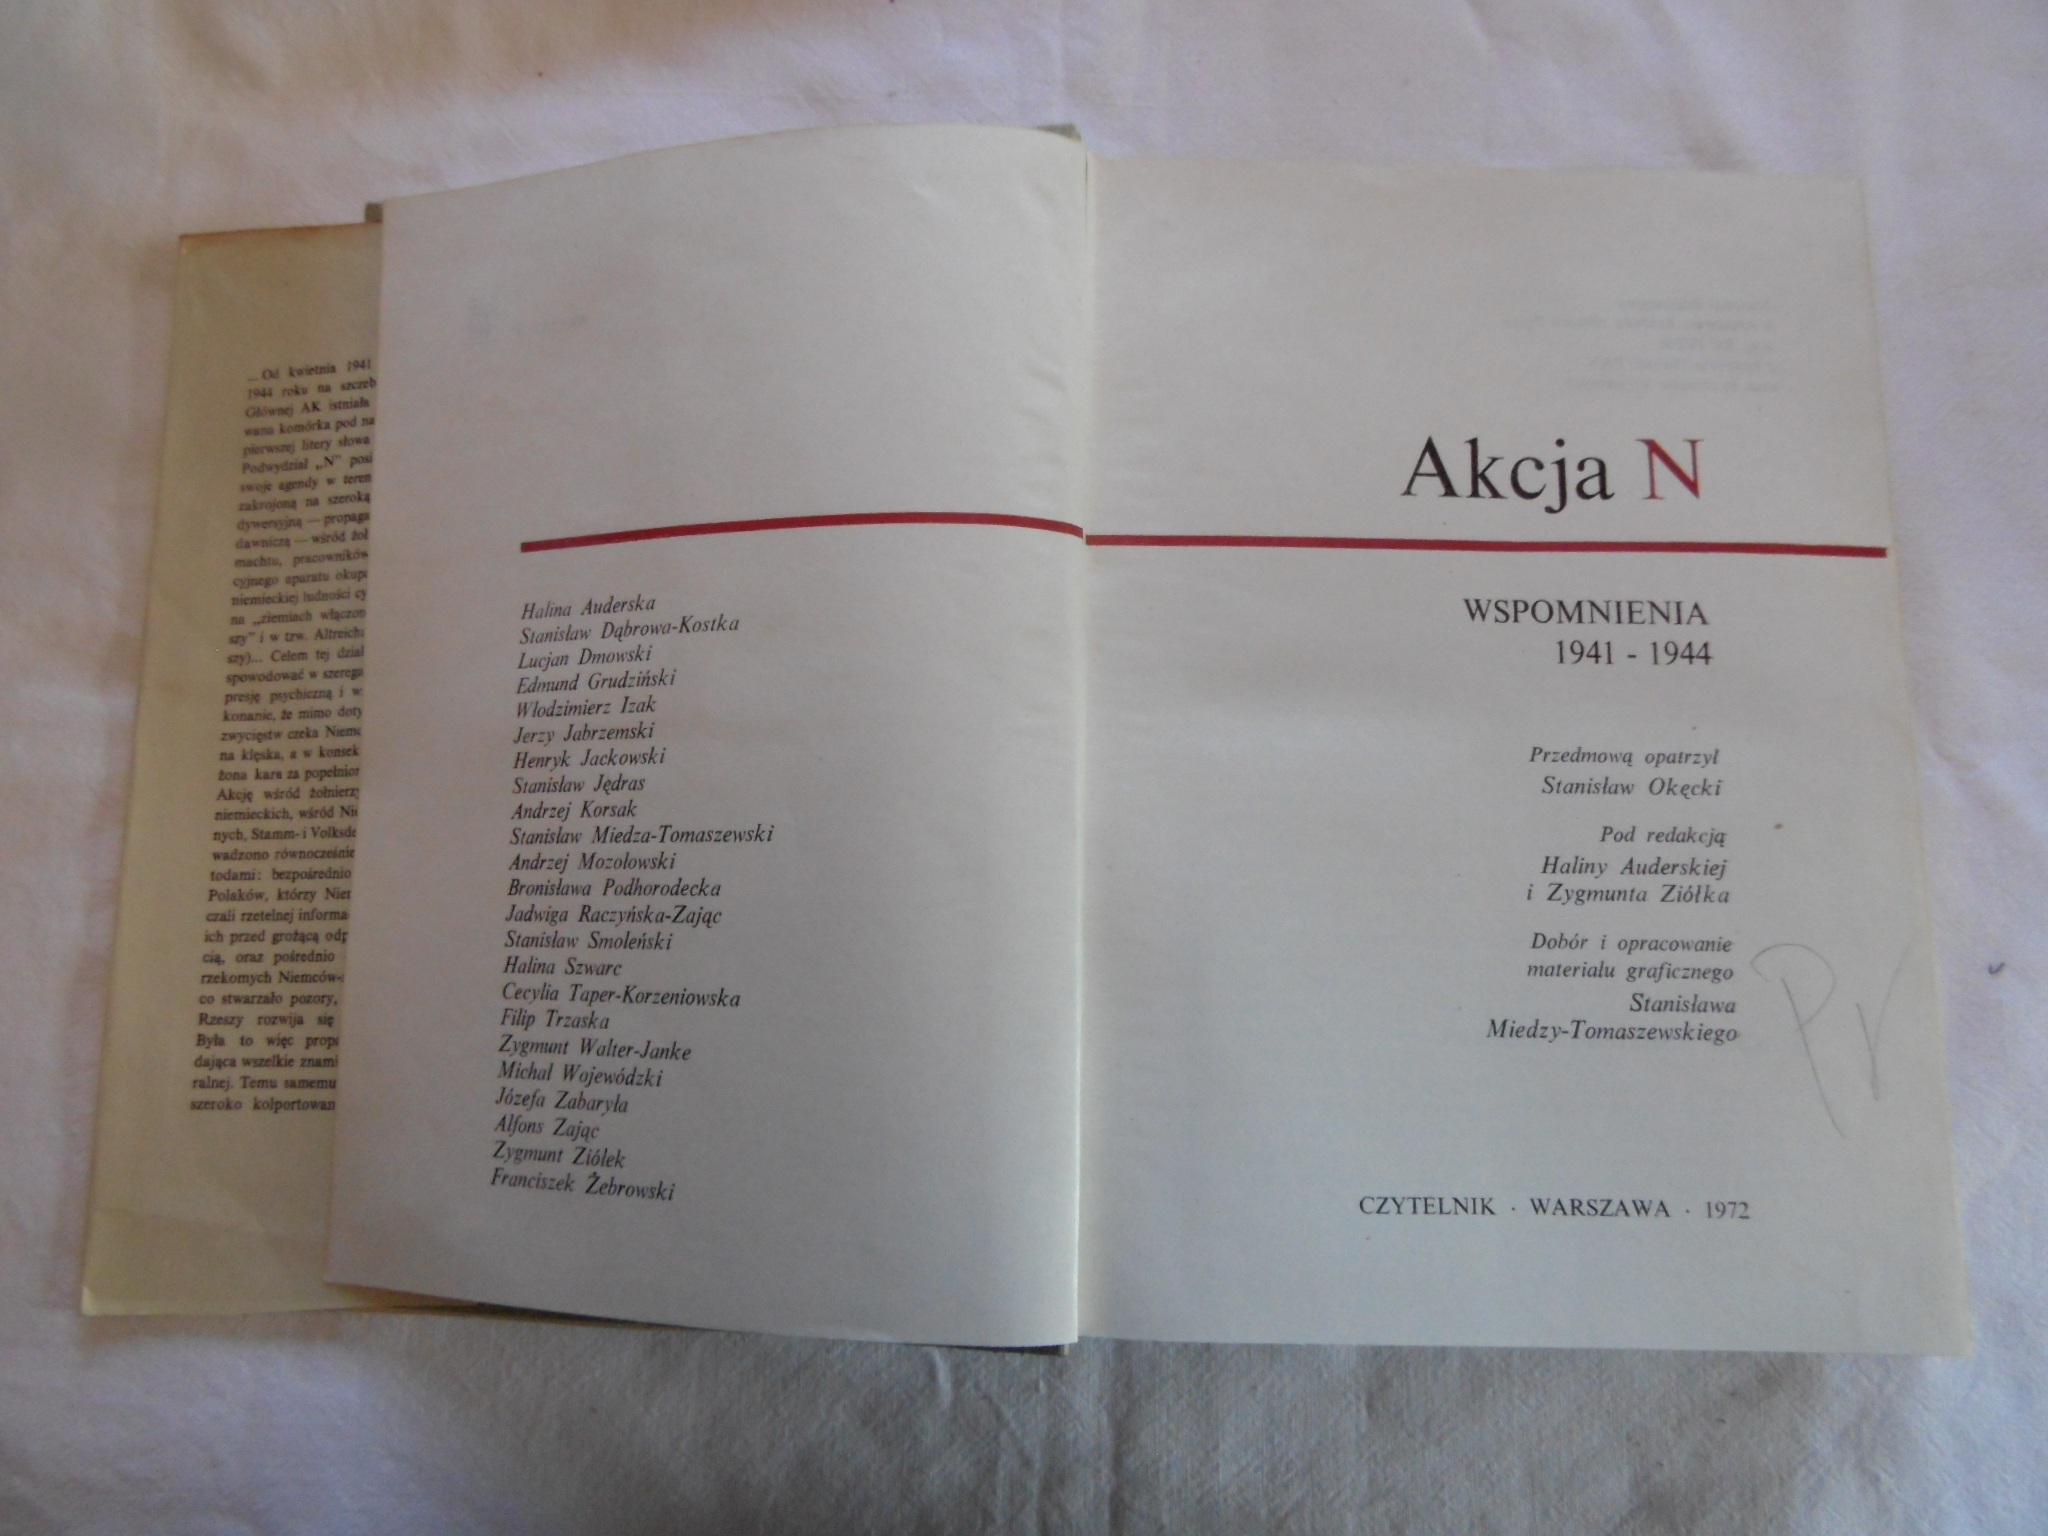 ... Od kwietnia 1941
1944 roku na szczeb
Głównej AK istniała
wana komórka pod na
pierwszej litery słowa
Podwydział „N” posi
swoje agendy w teren
zakrojoną na szeroką
dywersyjną — propaga
dawniczą — wśród żoł
machtu, pracowników
cyjnego aparatu okupa
niemieckiej ludności cy
na „ziemiach włączon
szy” i w tzw. Altreich
szy)... Celem tej dział
spowodować w szerega
presję psychiczną i w
konanie, że mimo doty
zwycięstw czeka Niem
na klęska, a w konsek
żona kara za popełnion
Akcję wśród żołnierz
niemieckich, wśród Ni
nych, Stamm- i Volksde
wadzono równocześnie
todami: bezpośrednio
Polaków, którzy Niem
czali rzetelnej informa
ich przed grożącą odp
cią, oraz pośrednio
rzekomych Niemców-
co stwarzało pozory,
Rzeszy rozwija się
Była to więc propa
dająca wszelkie znami
ralnej. Temu samemu
szeroko kolportowan
Halina Auderska
Stanisław Dąbrowa-Kostka
Lucjan Dmowski
Edmund Grudziński
Włodzimierz Izak
Jerzy Jabrzemski
Henryk Jackowski
Stanisław Jędras
Andrzej Korsak
Stanisław Miedza-Tomaszewski
Andrzej Mozołowski
Bronisława Podhorodecka
Jadwiga Raczyńska-Zając
Stanisław Smoleński
Halina Szwarc
Cecylia Taper-Korzeniowska
Filip Trzaska
Zygmunt Walter-Janke
Michał Wojewódzki
Józefa Zabaryła
Alfons Zając
Zygmunt Ziółek
Franciszek Żebrowski
Akcja N
WSPOMNIENIA
1941 - 1944
Przedmową opatrzył
Stanisław Okęcki
Pod redakcją
Haliny Auderskiej
i Zygmunta Ziółka
Dobór i opracowanie
materiału graficznego
Stanisława
Miedzy-Tomaszewskiego
CZYTELNIK · WARSZAWA · 1972